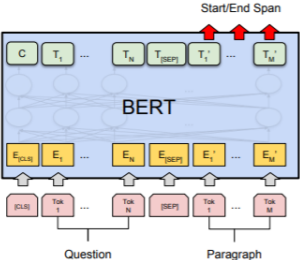 Start/End Span
C T1 ... TN T[SEP] T1' ... TM'
BERT
E[CLS] E1 ... EN E[SEP] E1' ... EM'
[CLS] Tok 1 ... Tok N [SEP] Tok 1 ... Tok M
Question Paragraph